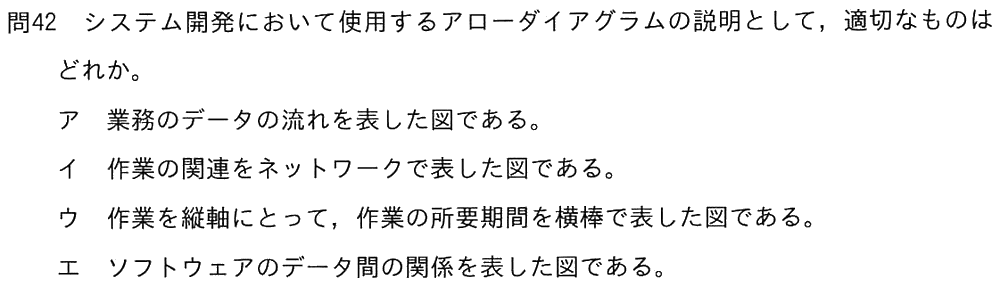 問42 システム開発において使用するアローダイアグラムの説明として，適切なものは
どれか。
ア 業務のデータの流れを表した図である。
イ 作業の関連をネットワークで表した図である。
ウ 作業を縦軸にとって，作業の所要期間を横棒で表した図である。
エ ソフトウェアのデータ間の関係を表した図である。